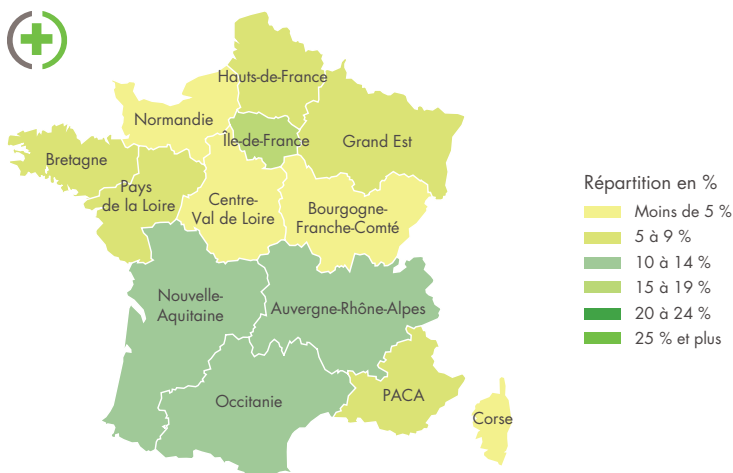 Hauts-de-France
Normandie
Île-de-France
Grand Est
Bretagne
Pays
de la Loire
Centre-
Val de Loire
Bourgogne-
Franche-Comté
Nouvelle-
Aquitaine
Auvergne-Rhône-Alpes
Occitanie
PACA
Corse
Répartition en %
Moins de 5 %
5 à 9 %
10 à 14 %
15 à 19 %
20 à 24 %
25 % et plus